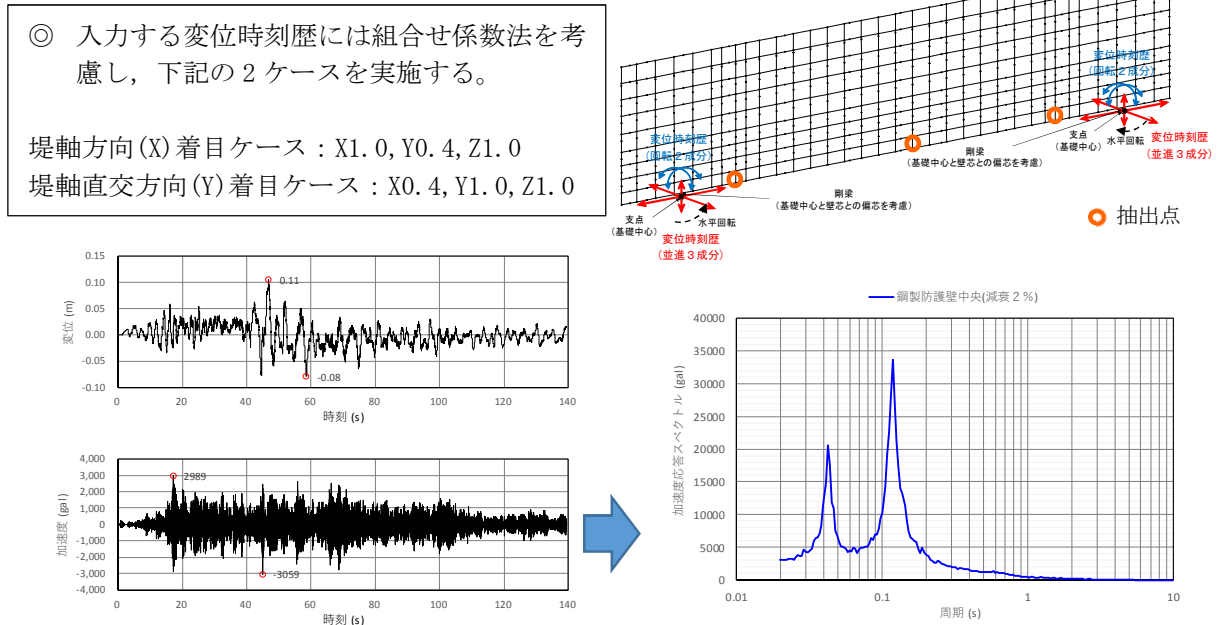 ◎ 入力する変位時刻歴には組合せ係数法を考
慮し，下記の２ケースを実施する。
堤軸方向(X)着目ケース：X1.0,Y0.4,Z1.0
堤軸直交方向(Y)着目ケース：X0.4,Y1.0,Z1.0
変位時刻歴
(回転２成分)
支点
(基礎中心)
水平回転
変位時刻歴
(並進３成分)
剛梁
(基礎中心と壁芯との偏芯を考慮)
変位時刻歴
(回転２成分)
剛梁
(基礎中心と壁芯との偏芯を考慮)
支点
(基礎中心)
水平回転
変位時刻歴
(並進３成分)
抽出点
変位 (m)
0.15
0.10
0.05
0.00
-0.05
-0.10
0.11
-0.08
0 20 40 60 80 100 120 140
時刻 (s)
加速度 (gal)
4,000
3,000
2,000
1,000
0
-1,000
-2,000
-3,000
-4,000
2989
-3059
0 20 40 60 80 100 120 140
時刻 (s)
鋼製防護壁中央(減衰２％)
加速度応答スペクトル (gal)
40000
35000
30000
25000
20000
15000
10000
5000
0
0.01 0.1 1 10
周期 (s)